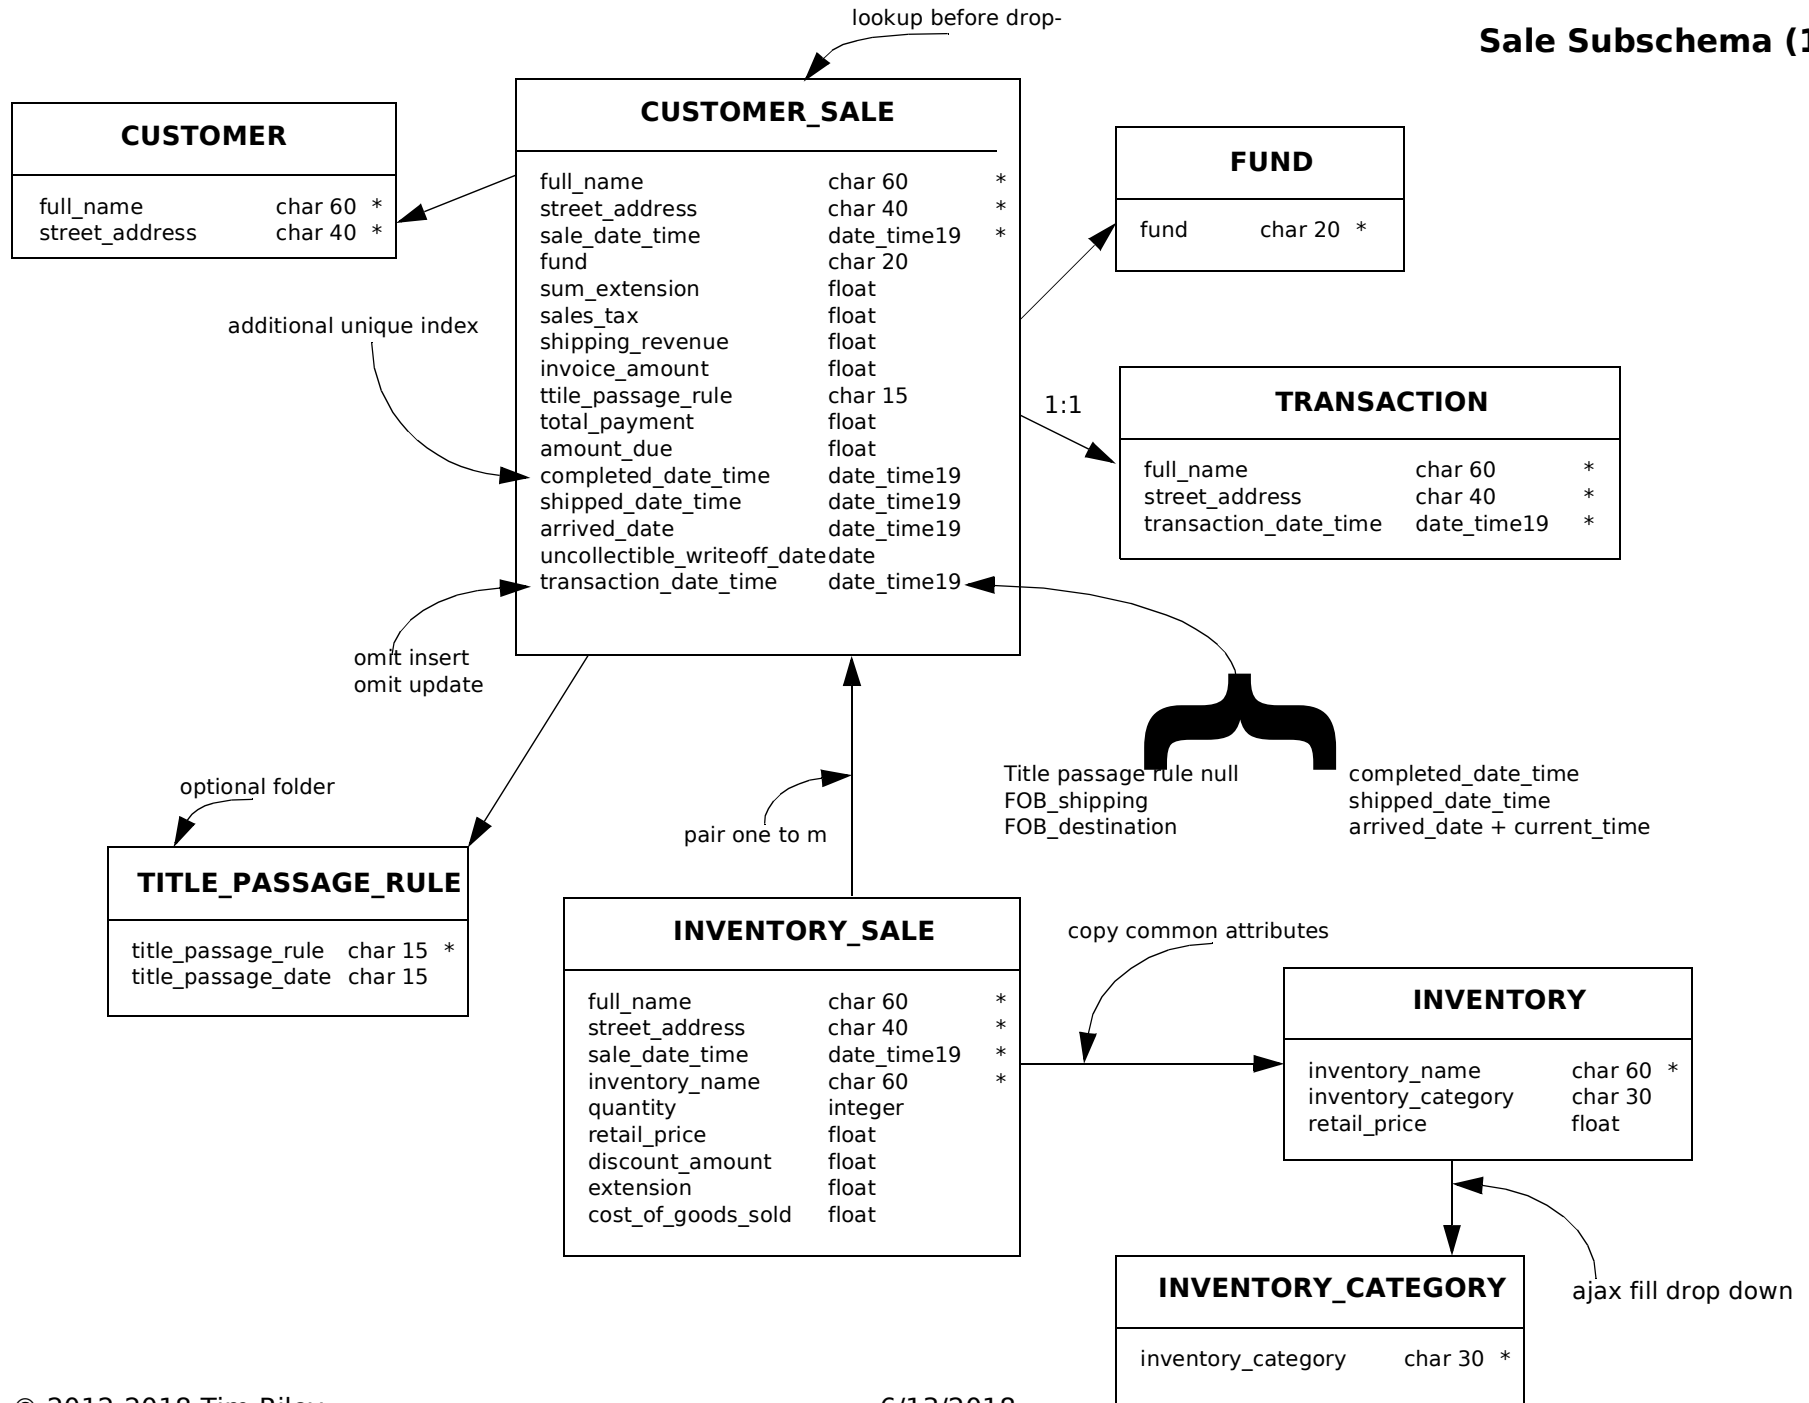 lookup before drop-
Sale Subschema (1
CUSTOMER
full_name char 60 *
street_address char 40 *
CUSTOMER_SALE
full_name char 60 *
street_address char 40 *
sale_date_time date_time19 *
fund char 20
sum_extension float
sales_tax float
shipping_revenue float
invoice_amount float
ttile_passage_rule char 15
total_payment float
amount_due float
completed_date_time date_time19
shipped_date_time date_time19
arrived_date date_time19
uncollectible_writeoff_date date
transaction_date_time date_time19
FUND
fund char 20 *
additional unique index
1:1
TRANSACTION
full_name char 60 *
street_address char 40 *
transaction_date_time date_time19 *
omit insert
omit update
Title passage rule null completed_date_time
FOB_shipping shipped_date_time
FOB_destination arrived_date + current_time
optional folder
pair one to m
TITLE_PASSAGE_RULE
title_passage_rule char 15 *
title_passage_date char 15
INVENTORY_SALE
full_name char 60 *
street_address char 40 *
sale_date_time date_time19 *
inventory_name char 60 *
quantity integer
retail_price float
discount_amount float
extension float
cost_of_goods_sold float
copy common attributes
INVENTORY
inventory_name char 60 *
inventory_category char 30
retail_price float
ajax fill drop down
INVENTORY_CATEGORY
inventory_category char 30 *
© 2012-2018 Tim Riley
6/13/2018